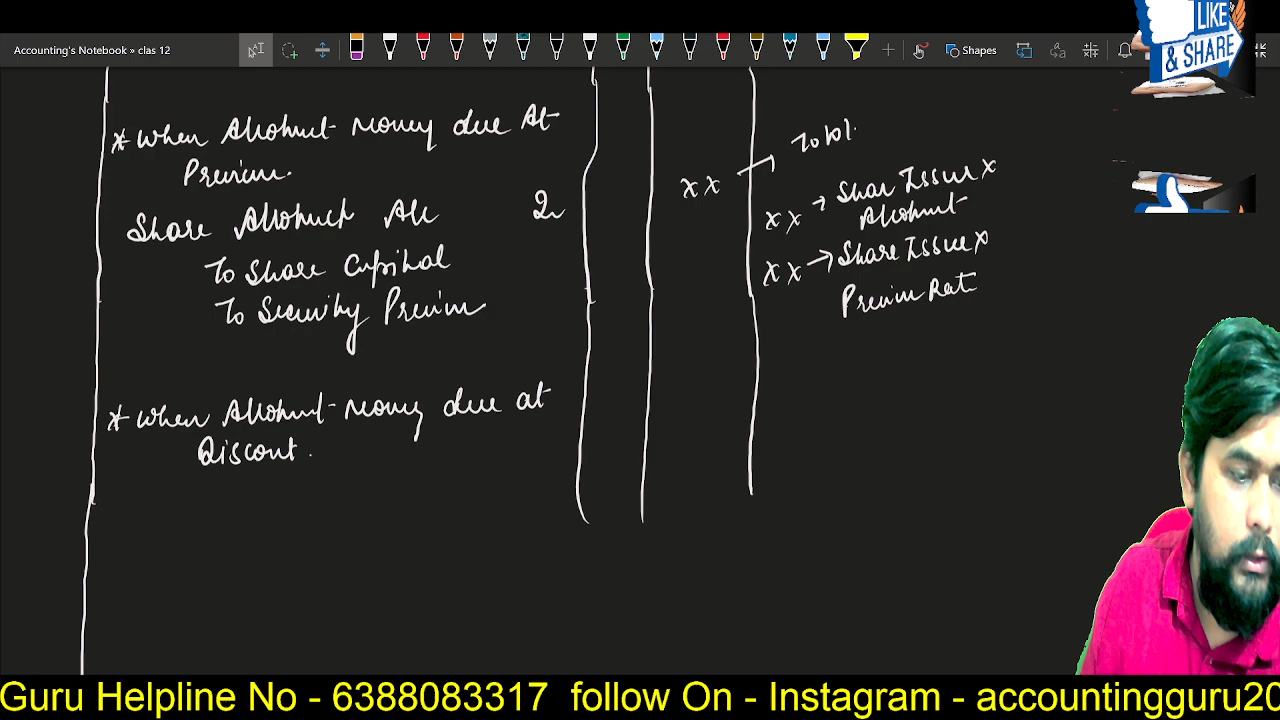 Accounting's Notebook » clas 12
Shapes
LIKE
& SHARE
* When Allotment Money due At
Premium.
Share Allotment A/c Dr
To Share Capital
To Security Premium
xx → Total
xx → Share Issue x
Allotment
xx → Share Issue x
Premium Rate
* When Allotment Money due at
Discount.
Guru Helpline No - 6388083317 follow On - Instagram - accountingguru20